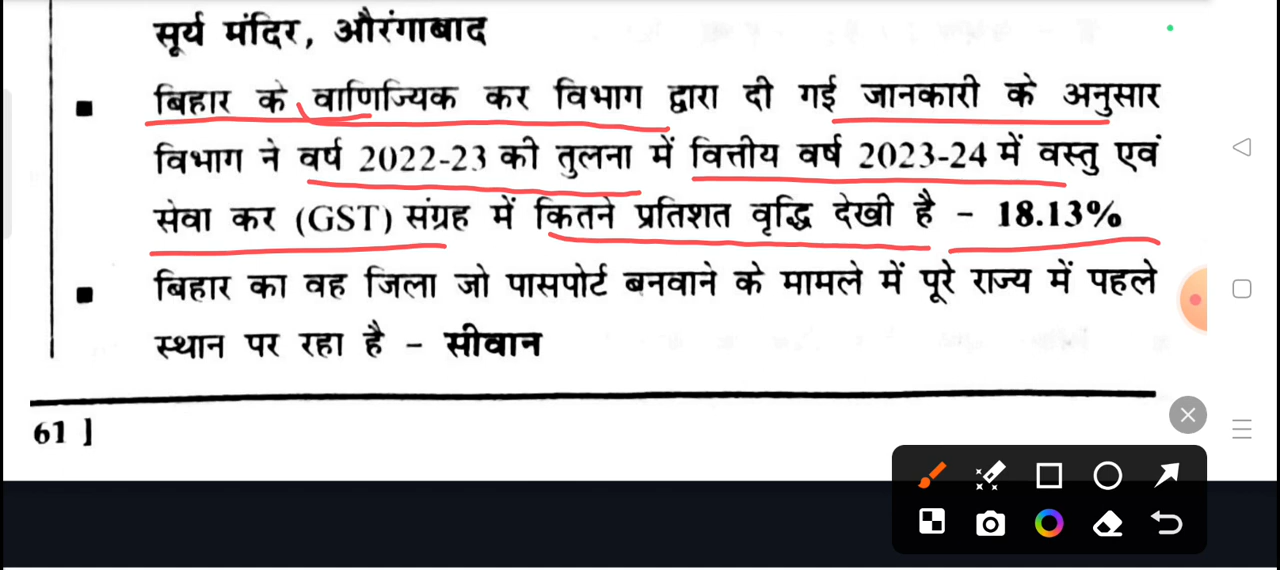 सूर्य मंदिर, औरंगाबाद
■ बिहार के वाणिज्यिक कर विभाग द्वारा दी गई जानकारी के अनुसार
विभाग ने वर्ष 2022-23 की तुलना में वित्तीय वर्ष 2023-24 में वस्तु एवं
सेवा कर (GST) संग्रह में कितने प्रतिशत वृद्धि देखी है - 18.13%
■ बिहार का वह जिला जो पासपोर्ट बनवाने के मामले में पूरे राज्य में पहले
स्थान पर रहा है - सीवान
61 ]